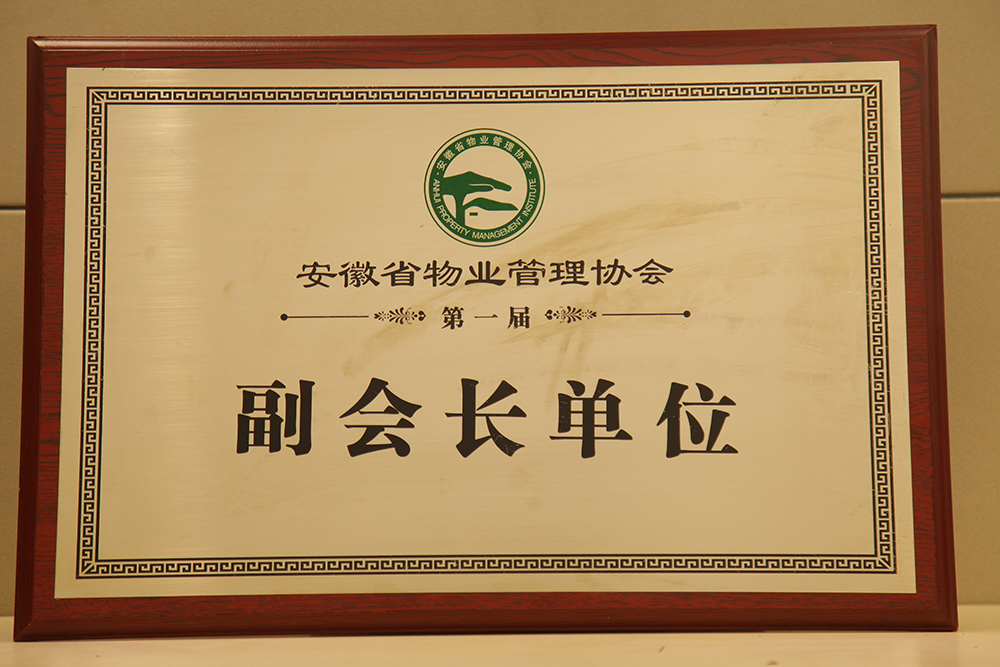 ·安徽省物业管理协会·
ANHUI PROPERTY MANAGEMENT INSTITUTE
安徽省物业管理协会
第一届
副会长单位